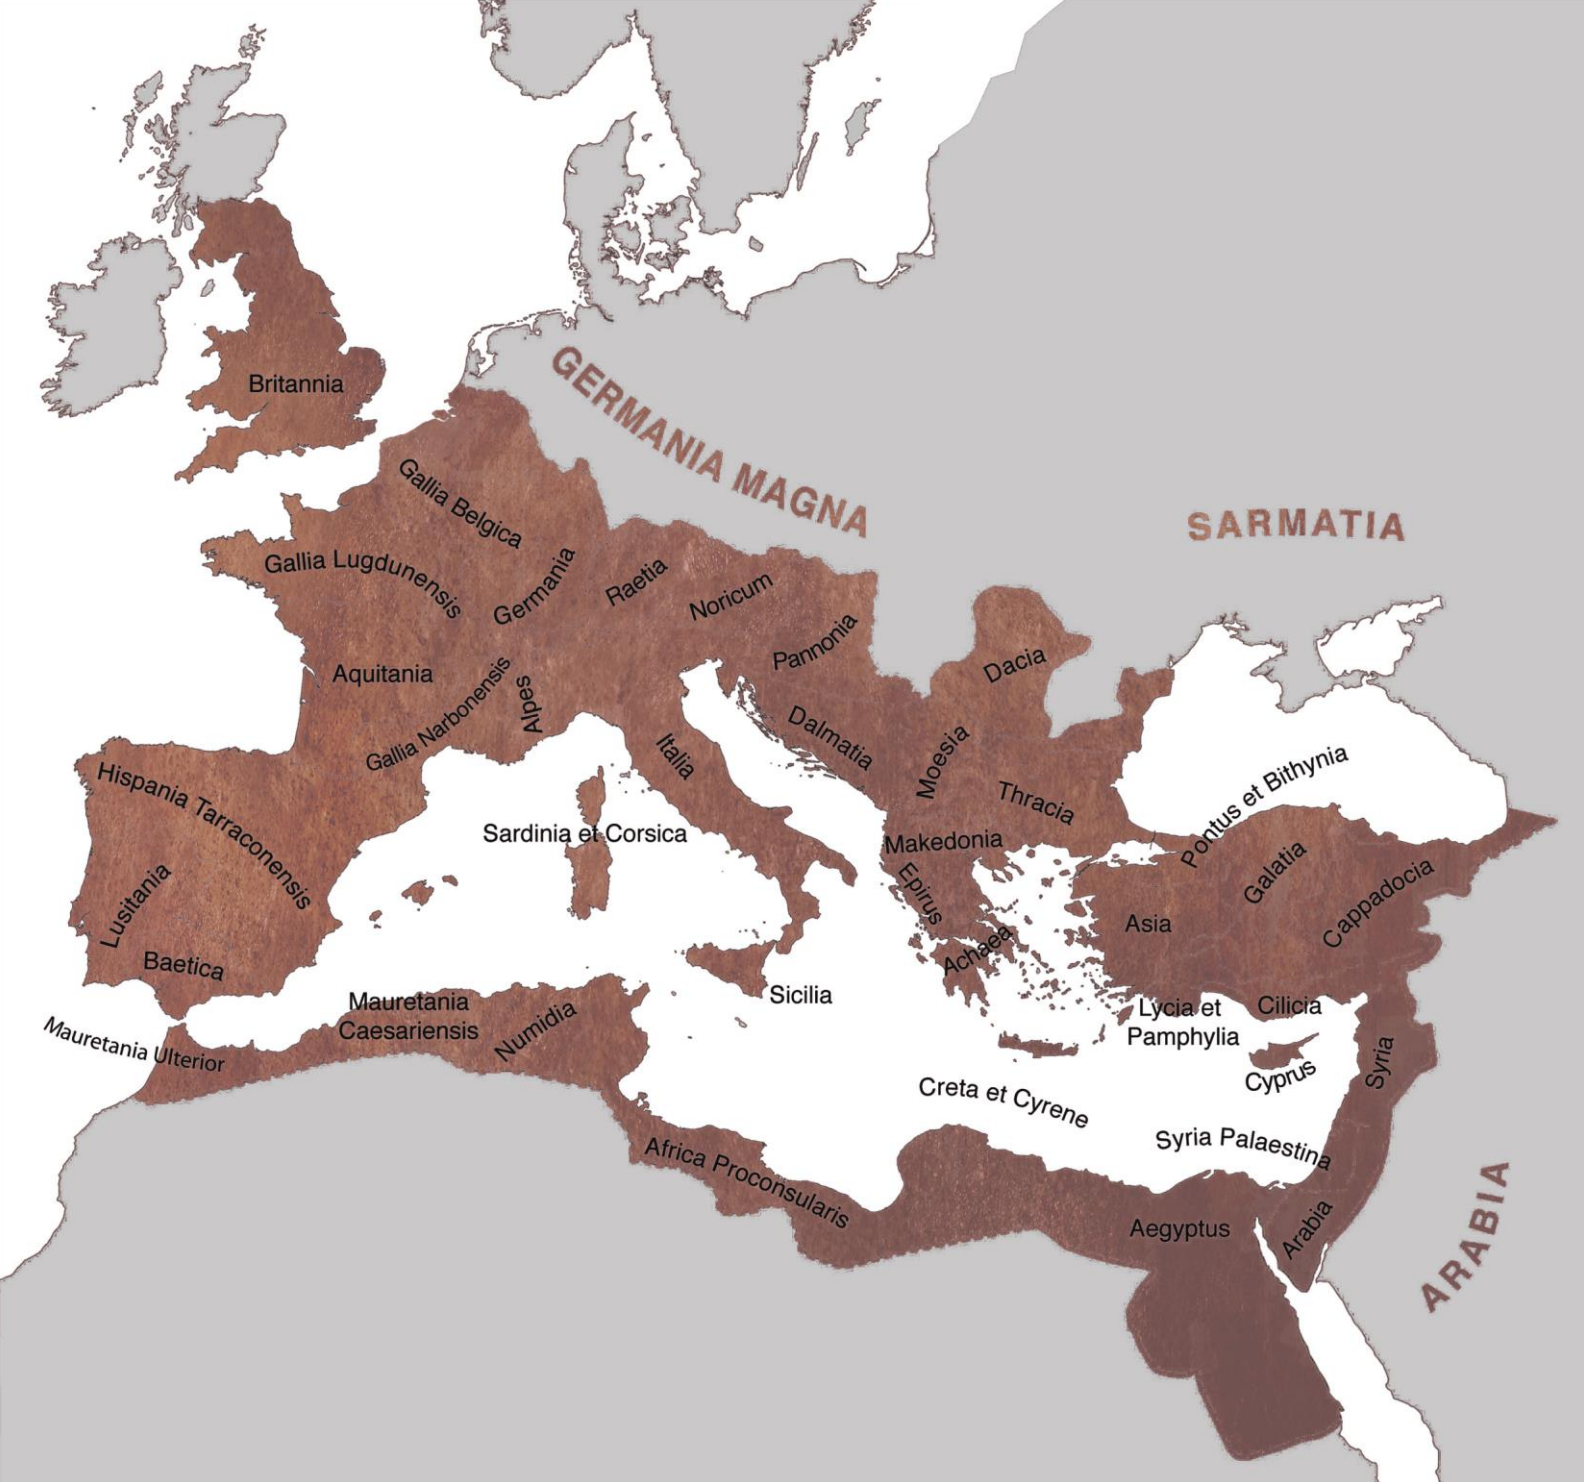 Britannia
GERMANIA MAGNA
SARMATIA
Gallia Belgica
Gallia Lugdunensis
Germania
Raetia
Noricum
Pannonia
Dacia
Aquitania
Gallia Narbonensis
Alpes
Italia
Dalmatia
Moesia
Thracia
Pontus et Bithynia
Hispania Tarraconensis
Lusitania
Baetica
Sardinia et Corsica
Makedonia
Epirus
Achaea
Asia
Galatia
Cappadocia
Sicilia
Lycia et
Pamphylia
Cilicia
Syria
Cyprus
Mauretania Ulterior
Mauretania
Caesariensis
Numidia
Creta et Cyrene
Syria Palaestina
Africa Proconsularis
Aegyptus
Arabia
ARABIA